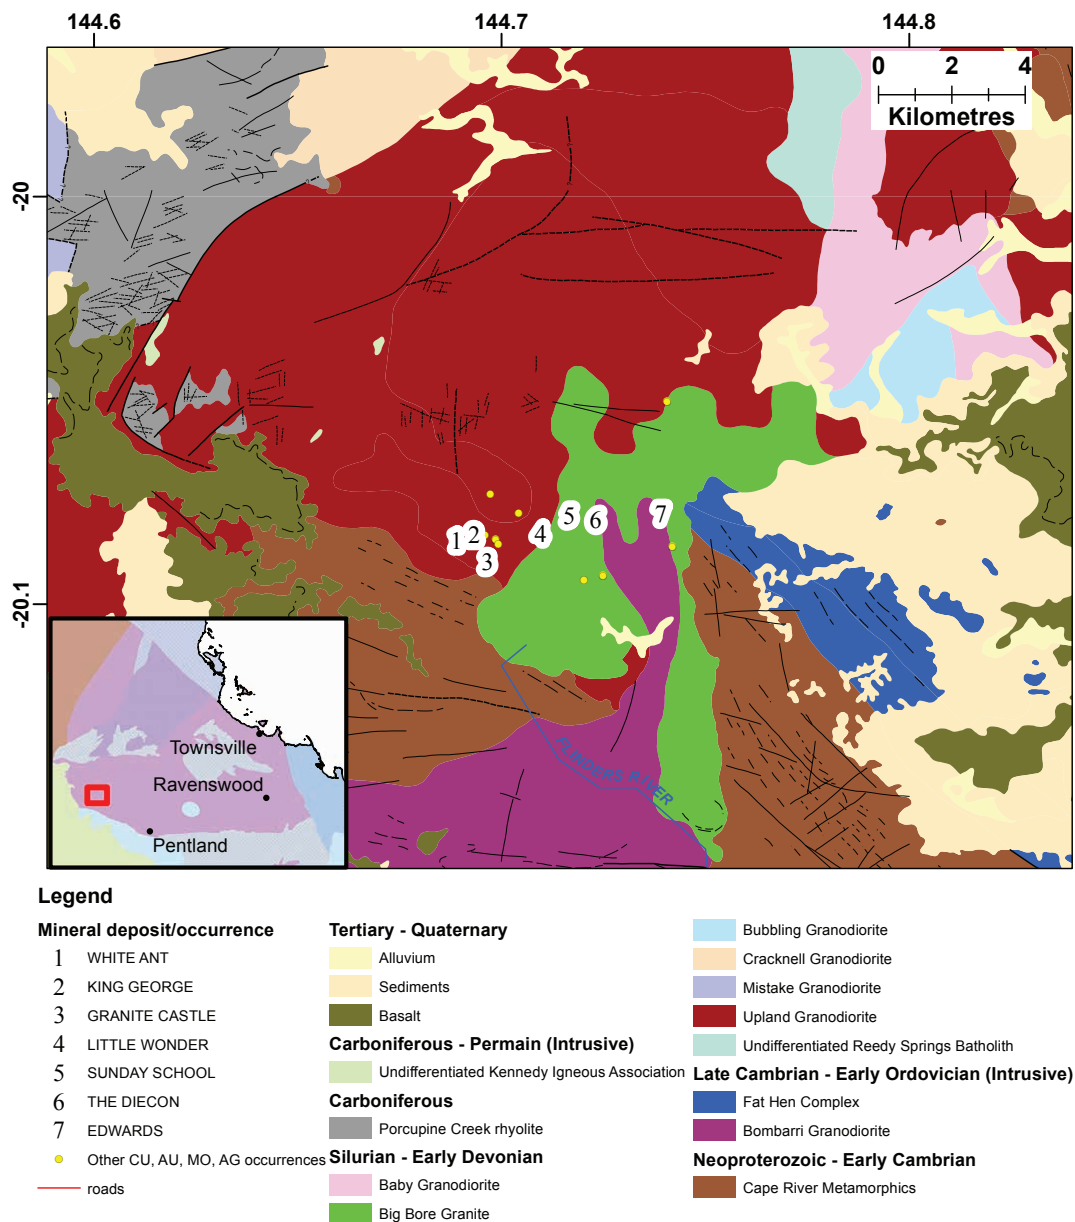 144.6 144.7 144.8
0 2 4
Kilometres
-20
5 6 7
1 2 4
3
-20.1
FLINDERS RIVER
Townsville
Ravenswood
Pentland
Legend
Mineral deposit/occurrence
1 WHITE ANT
2 KING GEORGE
3 GRANITE CASTLE
4 LITTLE WONDER
5 SUNDAY SCHOOL
6 THE DIECON
7 EDWARDS
Other CU, AU, MO, AG occurrences
roads
Tertiary - Quaternary
Alluvium
Sediments
Basalt
Carboniferous - Permain (Intrusive)
Undifferentiated Kennedy Igneous Association
Carboniferous
Porcupine Creek rhyolite
Silurian - Early Devonian
Baby Granodiorite
Big Bore Granite
Bubbling Granodiorite
Cracknell Granodiorite
Mistake Granodiorite
Upland Granodiorite
Undifferentiated Reedy Springs Batholith
Late Cambrian - Early Ordovician (Intrusive)
Fat Hen Complex
Bombarri Granodiorite
Neoproterozoic - Early Cambrian
Cape River Metamorphics